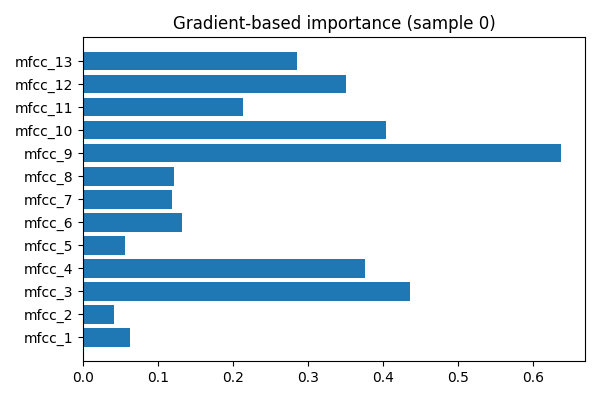 Gradient-based importance (sample 0)
mfcc_13
mfcc_12
mfcc_11
mfcc_10
mfcc_9
mfcc_8
mfcc_7
mfcc_6
mfcc_5
mfcc_4
mfcc_3
mfcc_2
mfcc_1
0.0 0.1 0.2 0.3 0.4 0.5 0.6